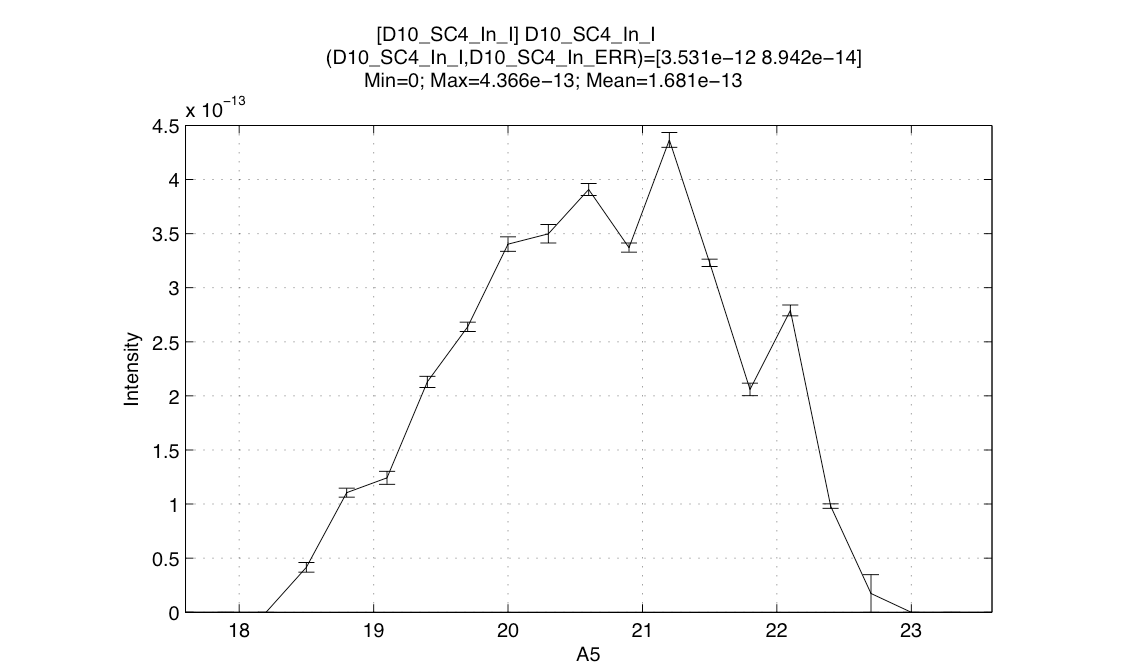 [D10_SC4_In_I] D10_SC4_In_I
(D10_SC4_In_I,D10_SC4_In_ERR)=[3.531e−12 8.942e−14]
Min=0; Max=4.366e−13; Mean=1.681e−13
x 10−13
4.5
4
3.5
3
2.5
2
1.5
1
0.5
0
Intensity
18 19 20 21 22 23
A5